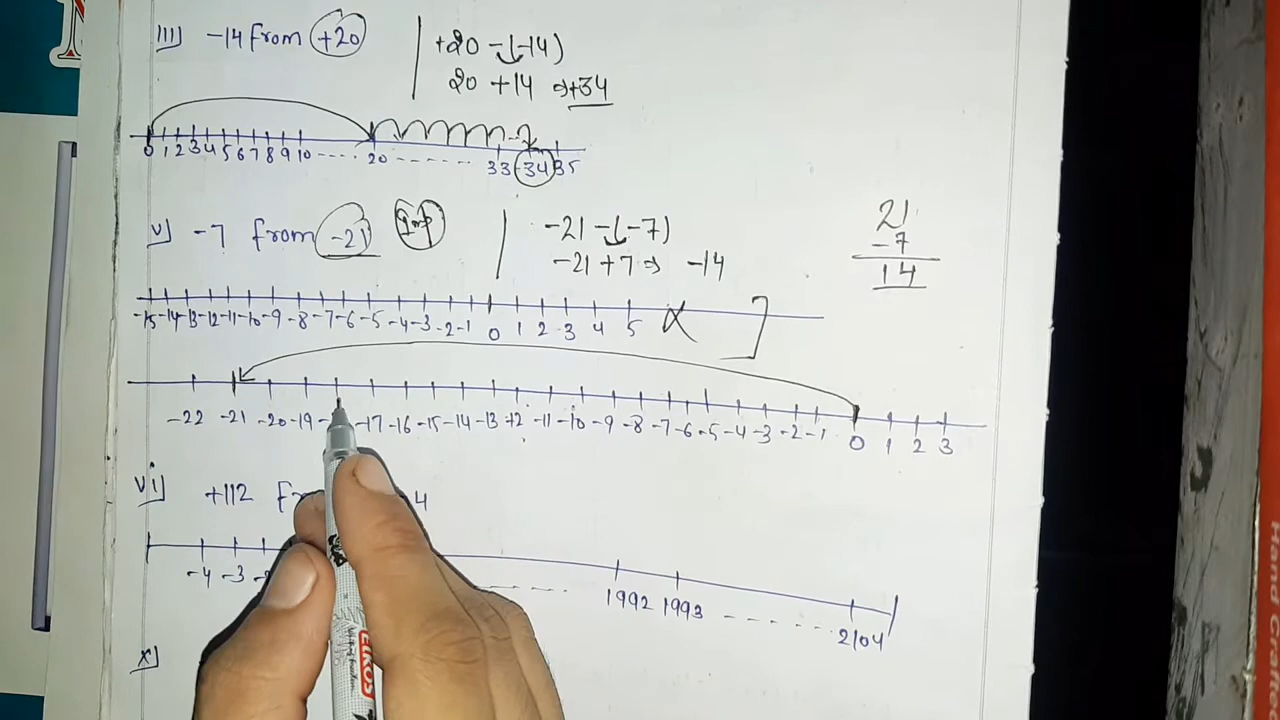 III) -14 from +20
+20 - (-14)
20 + 14 ⇒ +34
0 1 2 3 4 5 6 7 8 9 10 ..... 20 ------- 33 34 35
v) -7 from -21 Imp
-21 - (-7)
-21 + 7 ⇒ -14
21
-7
14
-15 -14 -13 -12 -11 -10 -9 -8 -7 -6 -5 -4 -3 -2 -1 0 1 2 3 4 5 X
-22 -21 -20 -19 -17 -16 -15 -14 -13 -12 -11 -10 -9 -8 -7 -6 -5 -4 -3 -2 -1 0 1 2 3
vi) +112 4
-4 -3 ------ 1992 1993 ------- 2104
x)
ELKOS
Hand Crafte